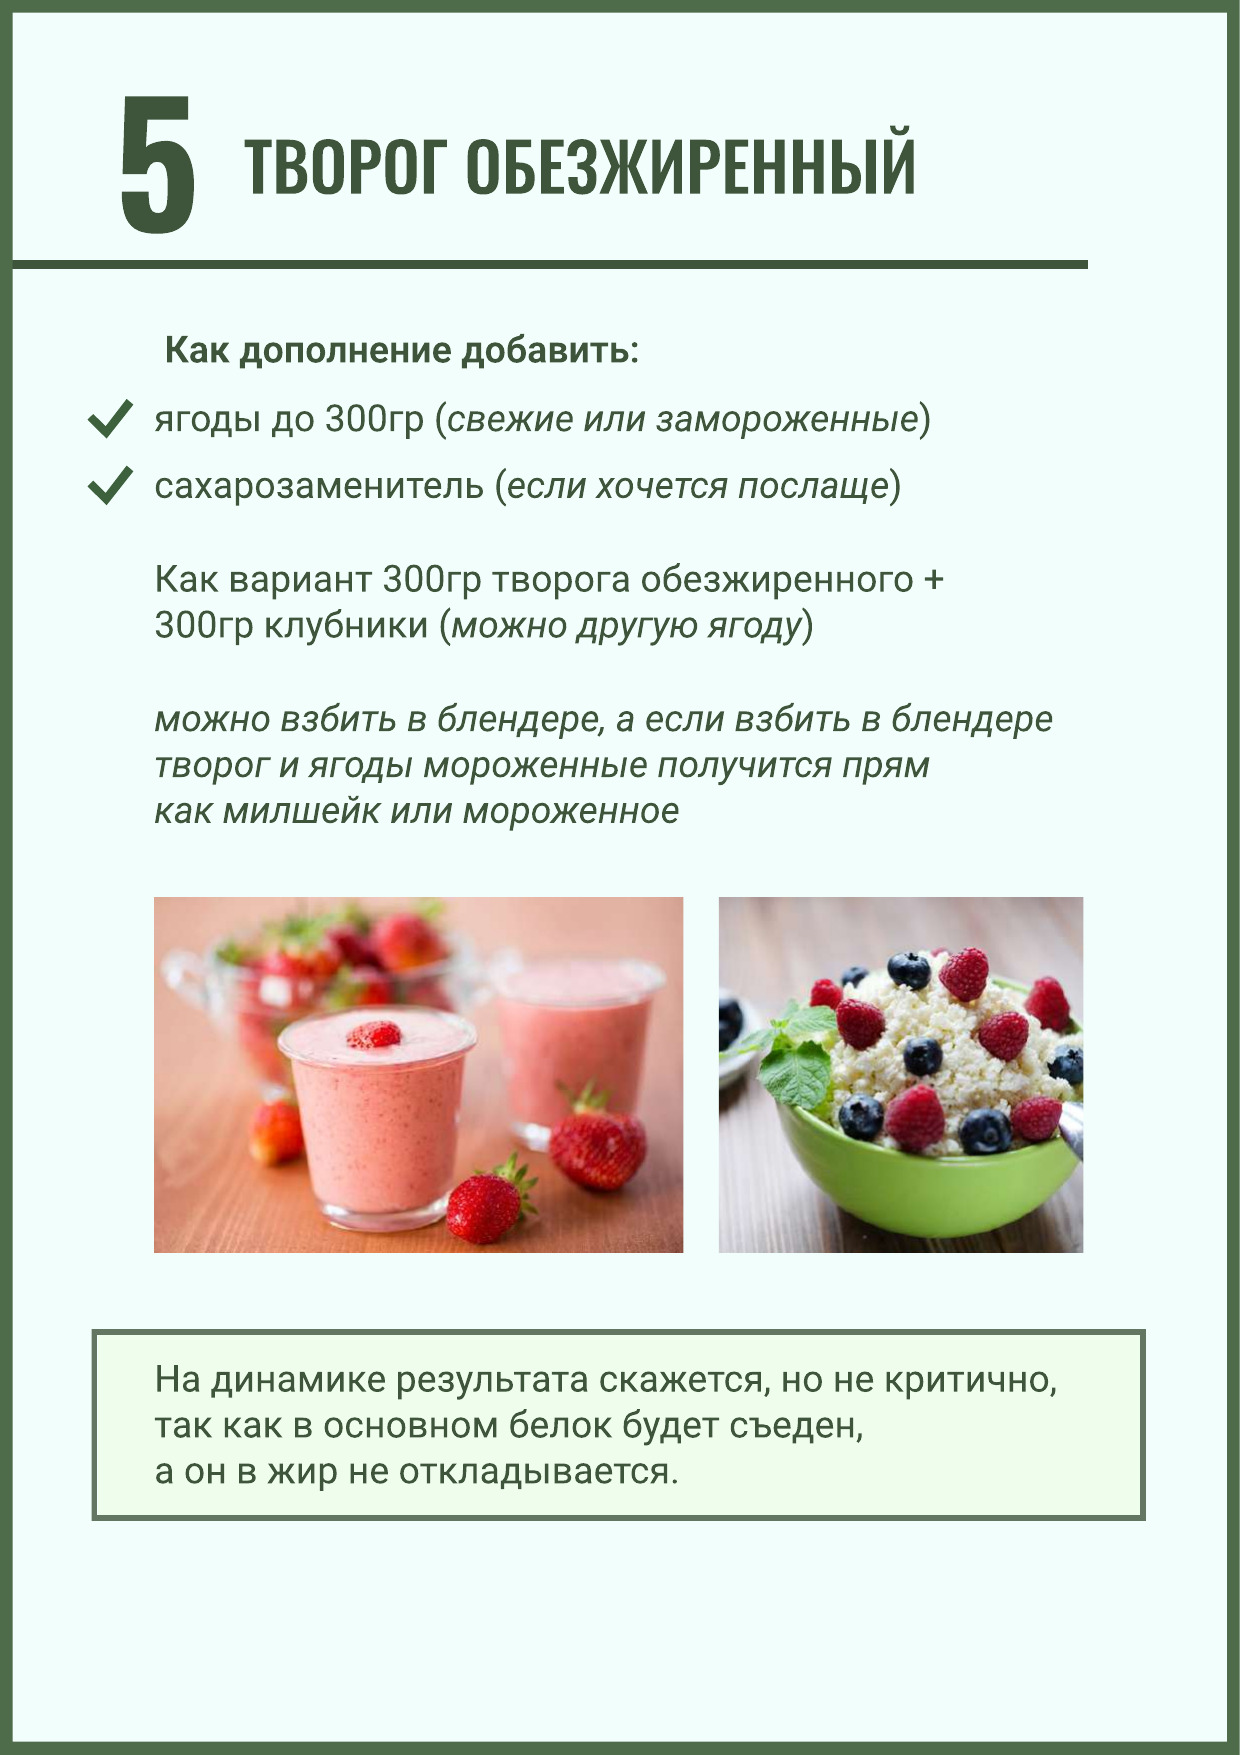 5 ТВОРОГ ОБЕЗЖИРЕННЫЙ
Как дополнение добавить:
ягоды до 300гр (свежие или замороженные)
сахарозаменитель (если хочется послаще)
Как вариант 300гр творога обезжиренного +
300гр клубники (можно другую ягоду)
можно взбить в блендере, а если взбить в блендере
творог и ягоды мороженные получится прям
как милшейк или мороженное
На динамике результата скажется, но не критично,
так как в основном белок будет съеден,
а он в жир не откладывается.